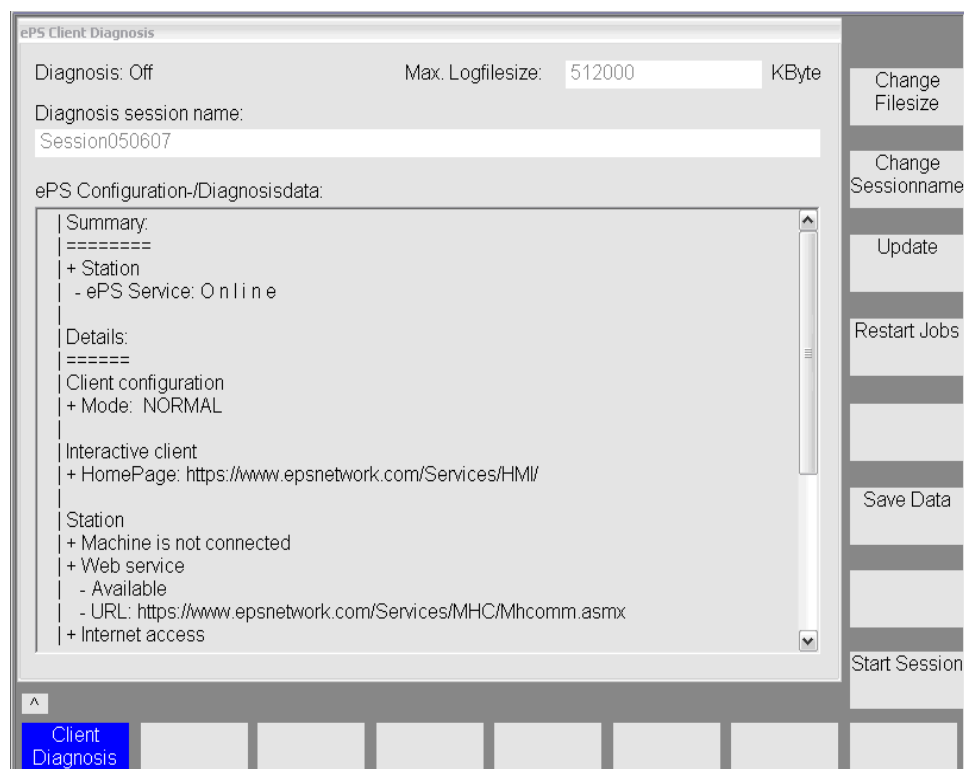 ePS Client Diagnosis
Diagnosis: Off
Max. Logfilesize: 512000 KByte
Diagnosis session name:
Session050607
ePS Configuration-/Diagnosisdata:
|Summary:
|========
|+ Station
| - ePS Service: O n l i n e
|
|Details:
|======
|Client configuration
|+ Mode: NORMAL
|
|Interactive client
|+ HomePage: https://www.epsnetwork.com/Services/HMI/
|
|Station
|+ Machine is not connected
|+ Web service
| - Available
| - URL: https://www.epsnetwork.com/Services/MHC/Mhcomm.asmx
|+ Internet access
Change
Filesize
Change
Sessionname
Update
Restart Jobs
Save Data
Start Session
^
Client
Diagnosis